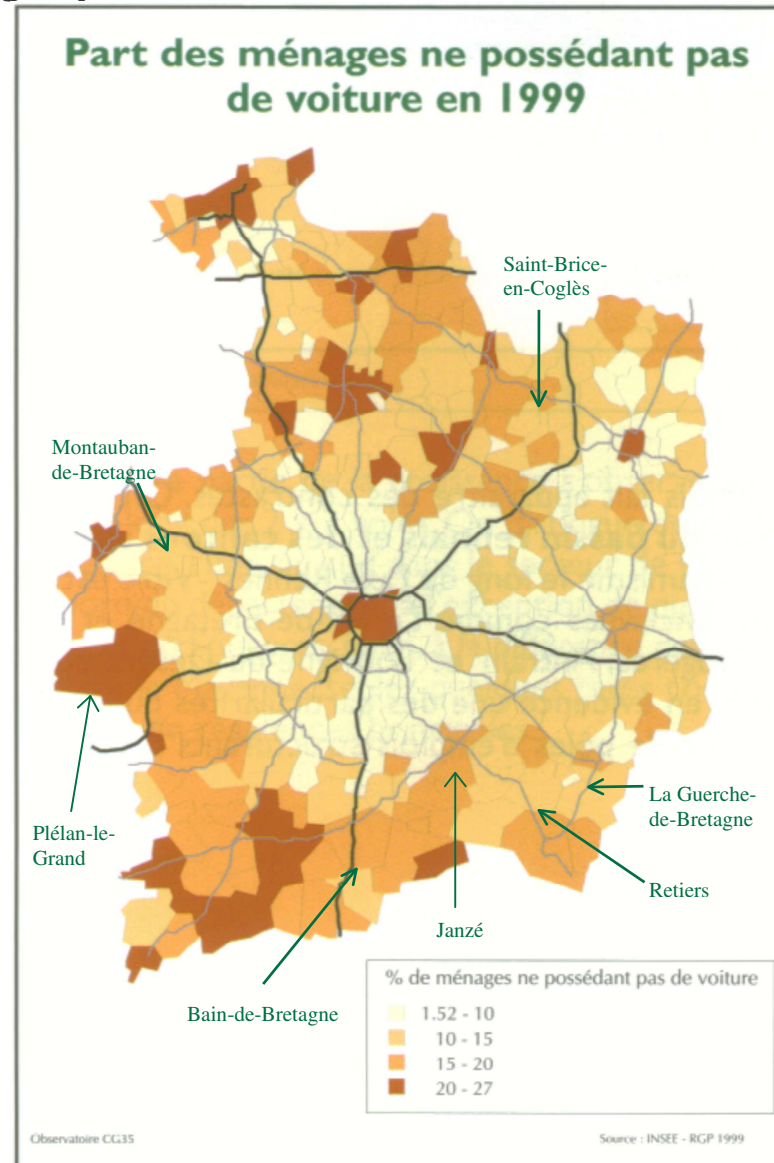 Part des ménages ne possédant pas
de voiture en 1999
Saint-Brice-
en-Coglès
Montauban-
de-Bretagne
Plélan-le-
Grand
La Guerche-
de-Bretagne
Retiers
Janzé
Bain-de-Bretagne
% de ménages ne possédant pas de voiture
1.52 - 10
10 - 15
15 - 20
20 - 27
Observatoire CG35
Source : INSEE - RGP 1999